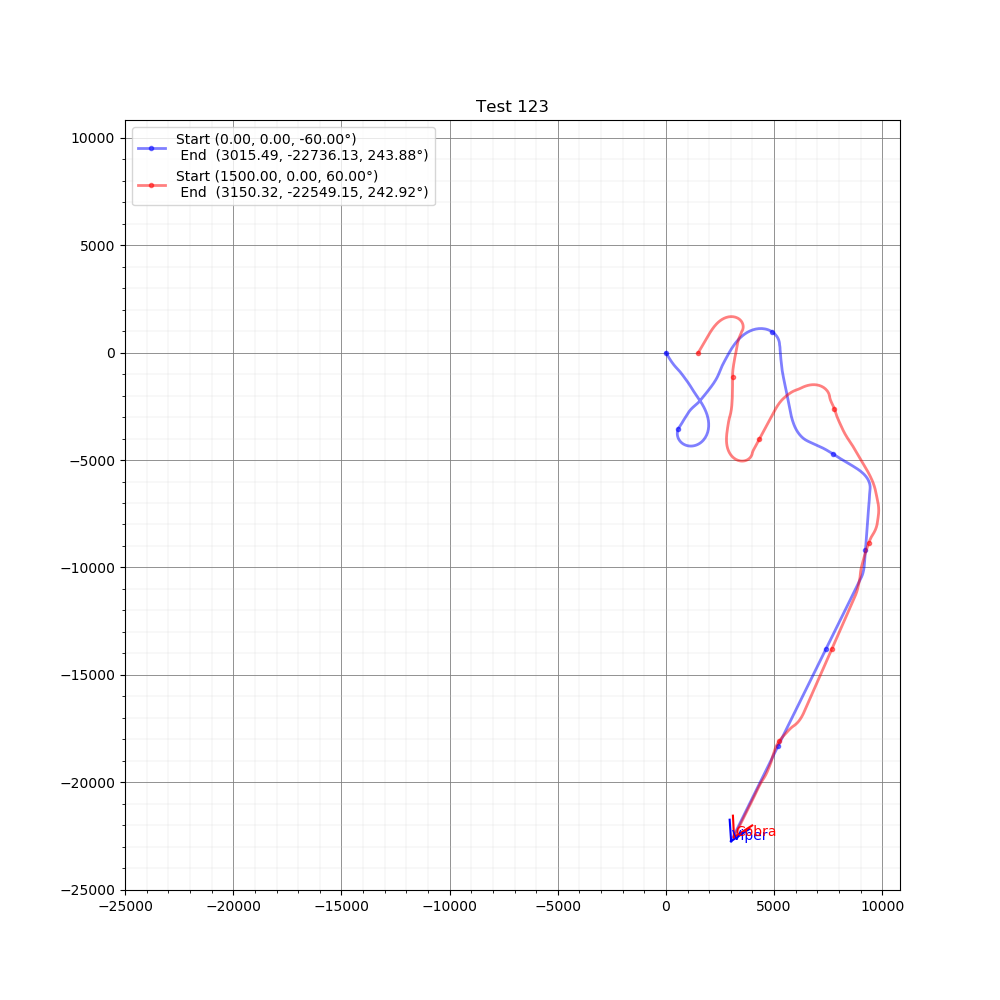 Test 123
Start (0.00, 0.00, -60.00°)
End (3015.49, -22736.13, 243.88°)
Start (1500.00, 0.00, 60.00°)
End (3150.32, -22549.15, 242.92°)
10000
5000
0
−5000
−10000
−15000
−20000
−25000
Cobra
Viper
−25000 −20000 −15000 −10000 −5000 0 5000 10000